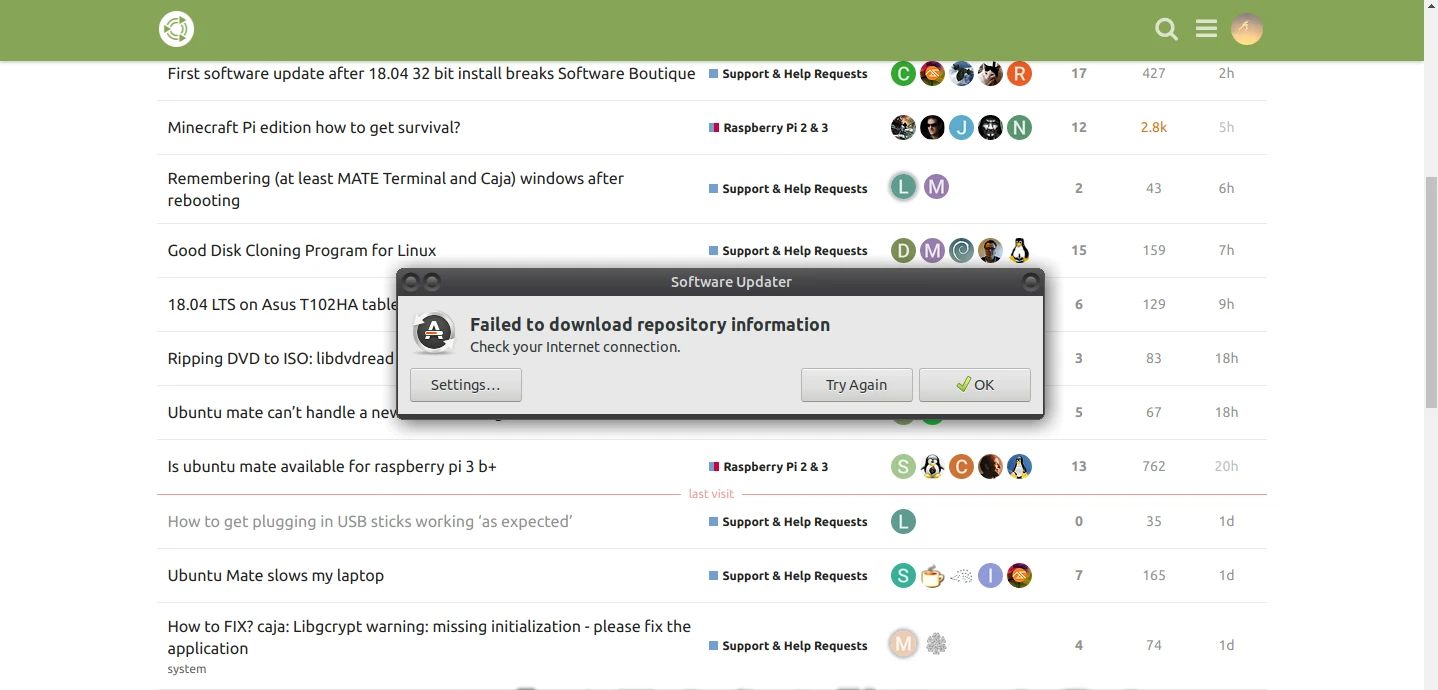 First software update after 18.04 32 bit install breaks Software Boutique Support & Help Requests C R 17 427 2h
Minecraft Pi edition how to get survival? Raspberry Pi 2 & 3 J N 12 2.8k 5h
Remembering (at least MATE Terminal and Caja) windows after
rebooting Support & Help Requests L M 2 43 6h
Good Disk Cloning Program for Linux Support & Help Requests D M 15 159 7h
Software Updater
18.04 LTS on Asus T102HA 6 129 9h
Failed to download repository information
Check your Internet connection.
Ripping DVD to ISO: libdvdread 3 83 18h
Settings... Try Again OK
Ubuntu mate can’t handle a 5 67 18h
Is ubuntu mate available for raspberry pi 3 b+ Raspberry Pi 2 & 3 S C 13 762 20h
last visit
How to get plugging in USB sticks working ‘as expected’ Support & Help Requests L 0 35 1d
Ubuntu Mate slows my laptop Support & Help Requests S I 7 165 1d
How to FIX? caja: Libgcrypt warning: missing initialization - please fix the
application Support & Help Requests M 4 74 1d
system